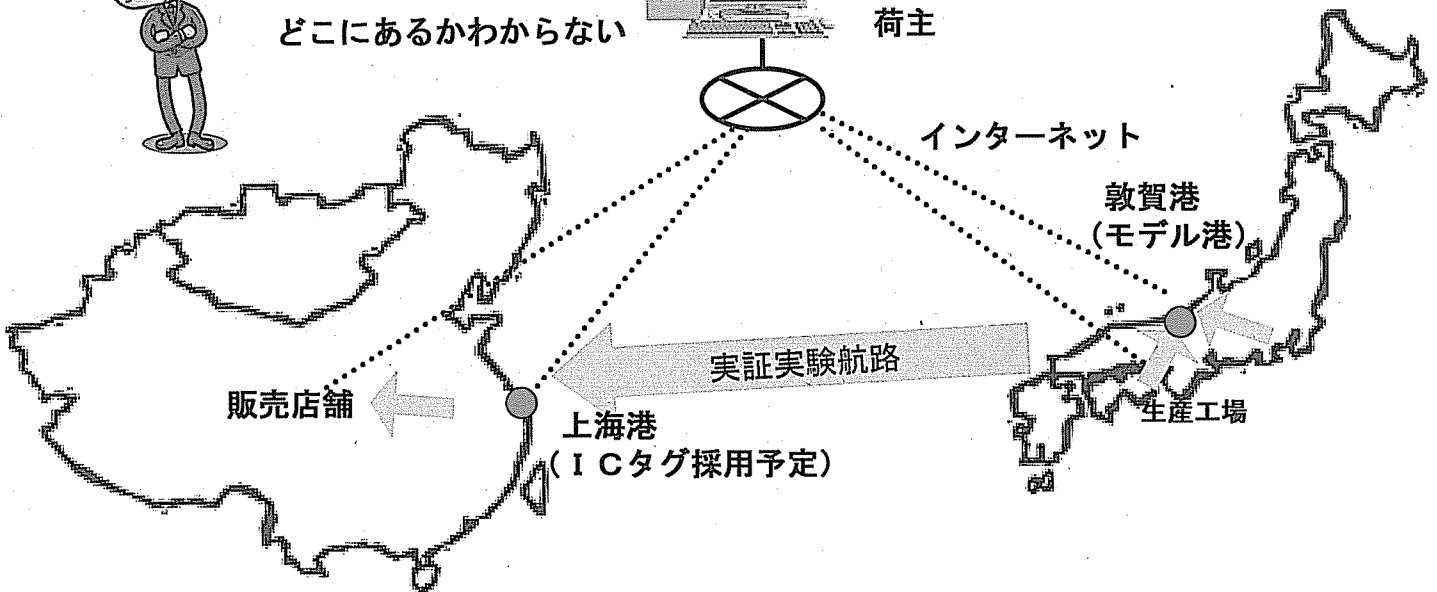 どこにあるかわからない
荷主
インターネット
敦賀港
（モデル港）
実証実験航路
販売店舗
生産工場
上海港
（ＩＣタグ採用予定）